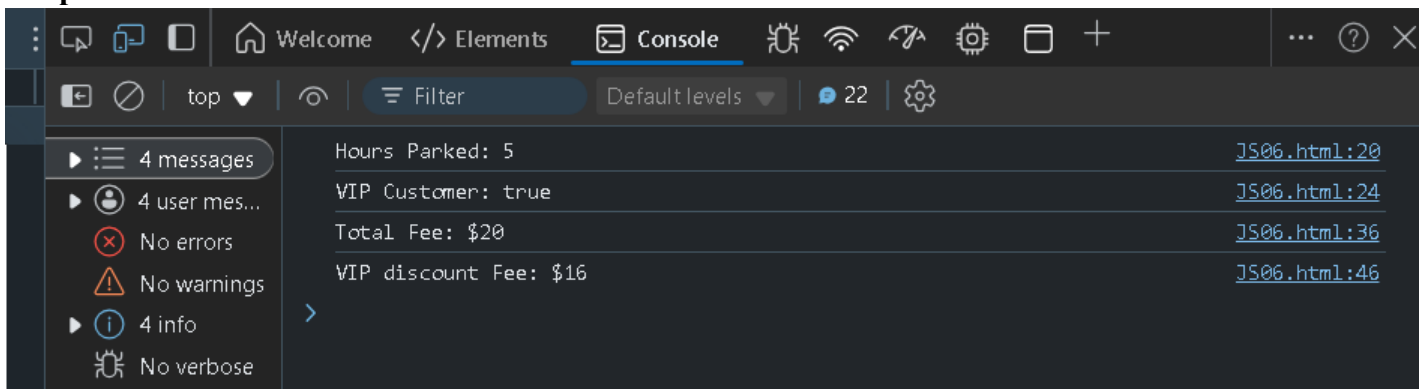 Welcome </> Elements Console
top Filter Default levels 22
4 messages
4 user mes...
No errors
No warnings
4 info
No verbose
Hours Parked: 5 JS06.html:20
VIP Customer: true JS06.html:24
Total Fee: $20 JS06.html:36
VIP discount Fee: $16 JS06.html:46
>